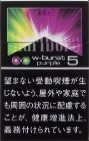 w-burst 5
purple
望まない受動喫煙が生
じないよう、屋外や家庭で
も周囲の状況に配慮する
ことが、健康増進法上、
義務付けられています。